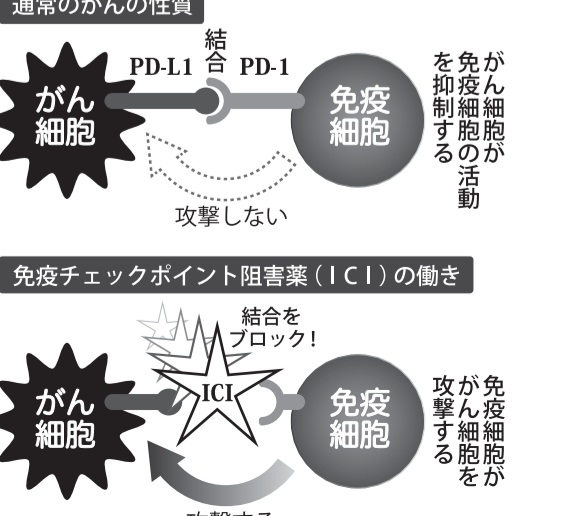 通常のがんの性質
結合
PD-L1
PD-1
がん
細胞
免疫
細胞
攻撃しない
がん細胞が
免疫細胞の活動
を抑制する
免疫チェックポイント阻害薬（ＩＣＩ）の働き
結合を
ブロック！
ICI
がん
細胞
免疫
細胞
攻撃する
免疫細胞が
がん細胞を
攻撃する